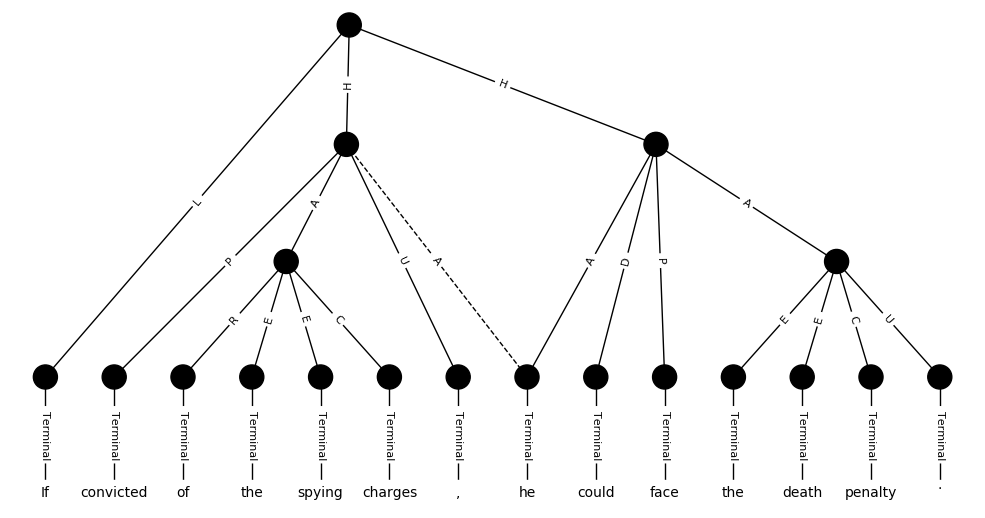 H
H
L
A
A
P
U
A
A
D
P
R
E
E
C
E
E
C
U
Terminal Terminal Terminal Terminal Terminal Terminal Terminal Terminal Terminal Terminal Terminal Terminal Terminal Terminal
If convicted of the spying charges , he could face the death penalty .